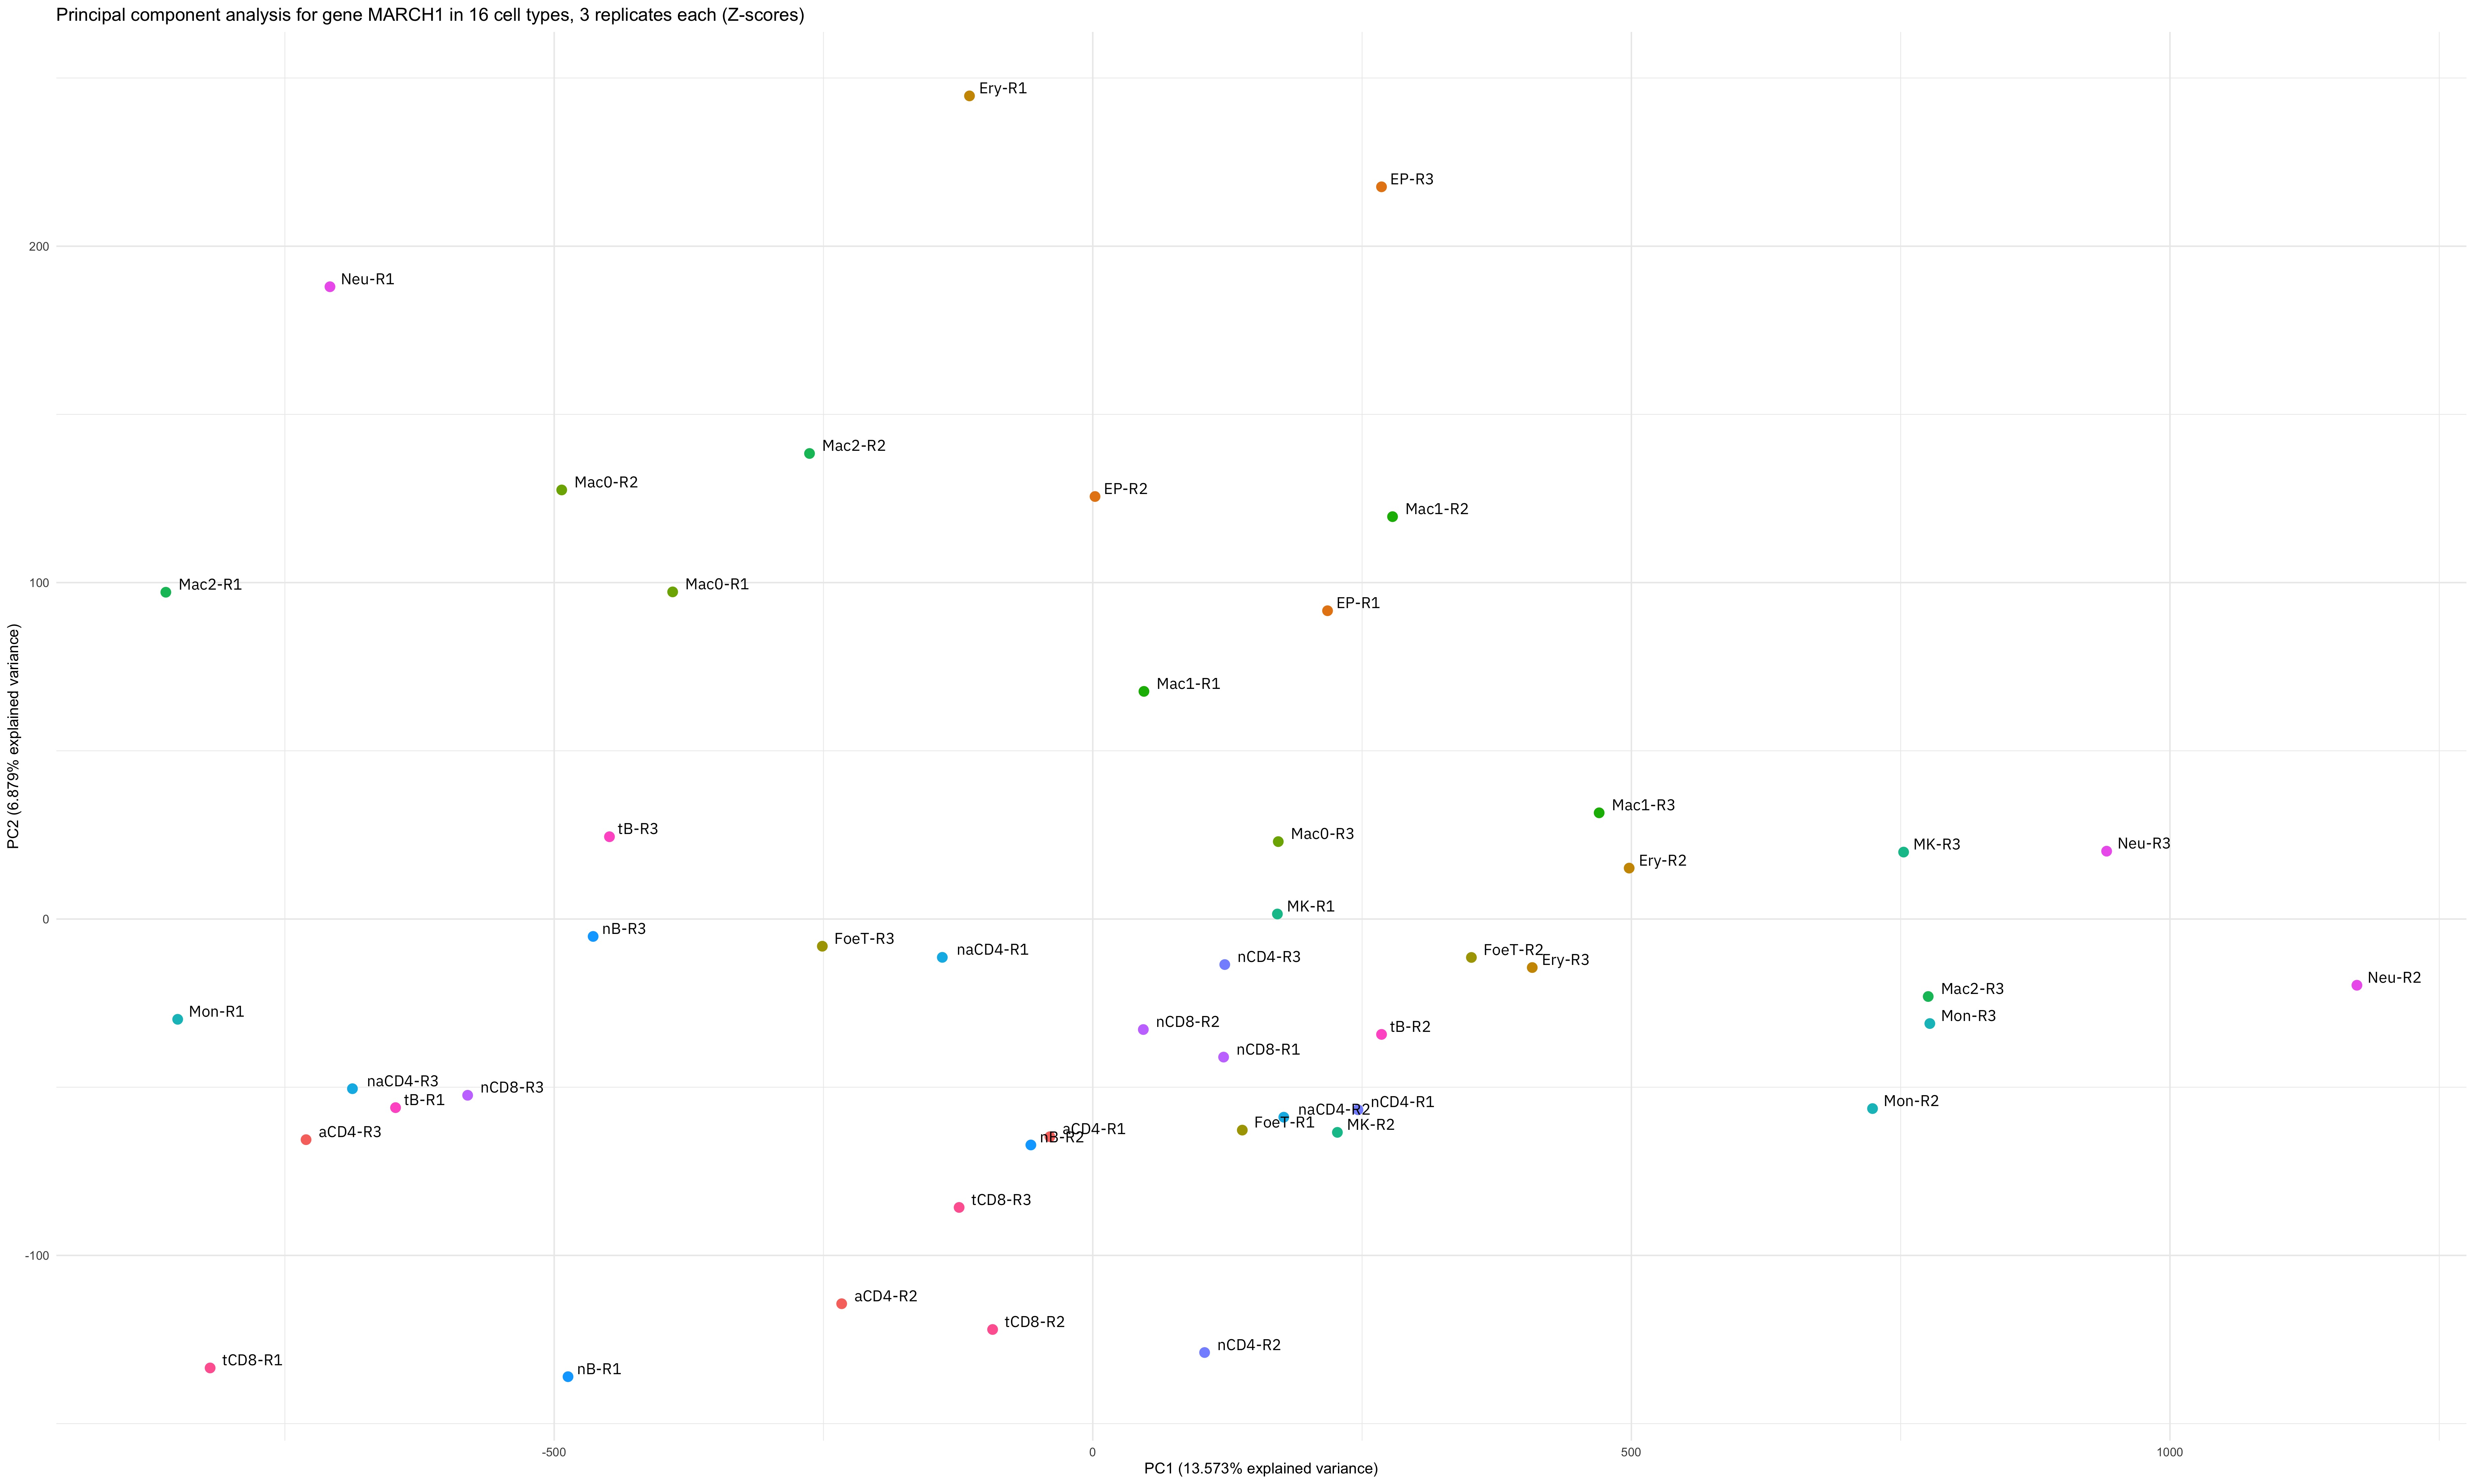 Principal component analysis for gene MARCH1 in 16 cell types, 3 replicates each (Z-scores)
Ery-R1
EP-R3
200
Neu-R1
Mac2-R2
Mac0-R2
EP-R2
Mac1-R2
100
Mac2-R1
Mac0-R1
EP-R1
Mac1-R1
PC2 (6.879% explained variance)
Mac1-R3
tB-R3
Mac0-R3
MK-R3
Neu-R3
Ery-R2
MK-R1
0
nB-R3
FoeT-R3
naCD4-R1
nCD4-R3
FoeT-R2
Ery-R3
Neu-R2
Mac2-R3
Mon-R1
Mon-R3
nCD8-R2
tB-R2
nCD8-R1
naCD4-R3
nCD8-R3
tB-R1
naCD4-R2
nCD4-R1
Mon-R2
aCD4-R3
aCD4-R1
nB-R2
FoeT-R1
MK-R2
tCD8-R3
-100
aCD4-R2
tCD8-R2
nCD4-R2
tCD8-R1
nB-R1
-500
0
500
1000
PC1 (13.573% explained variance)